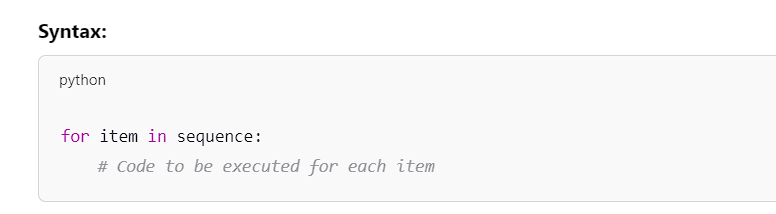 Syntax:
python
for item in sequence:
# Code to be executed for each item